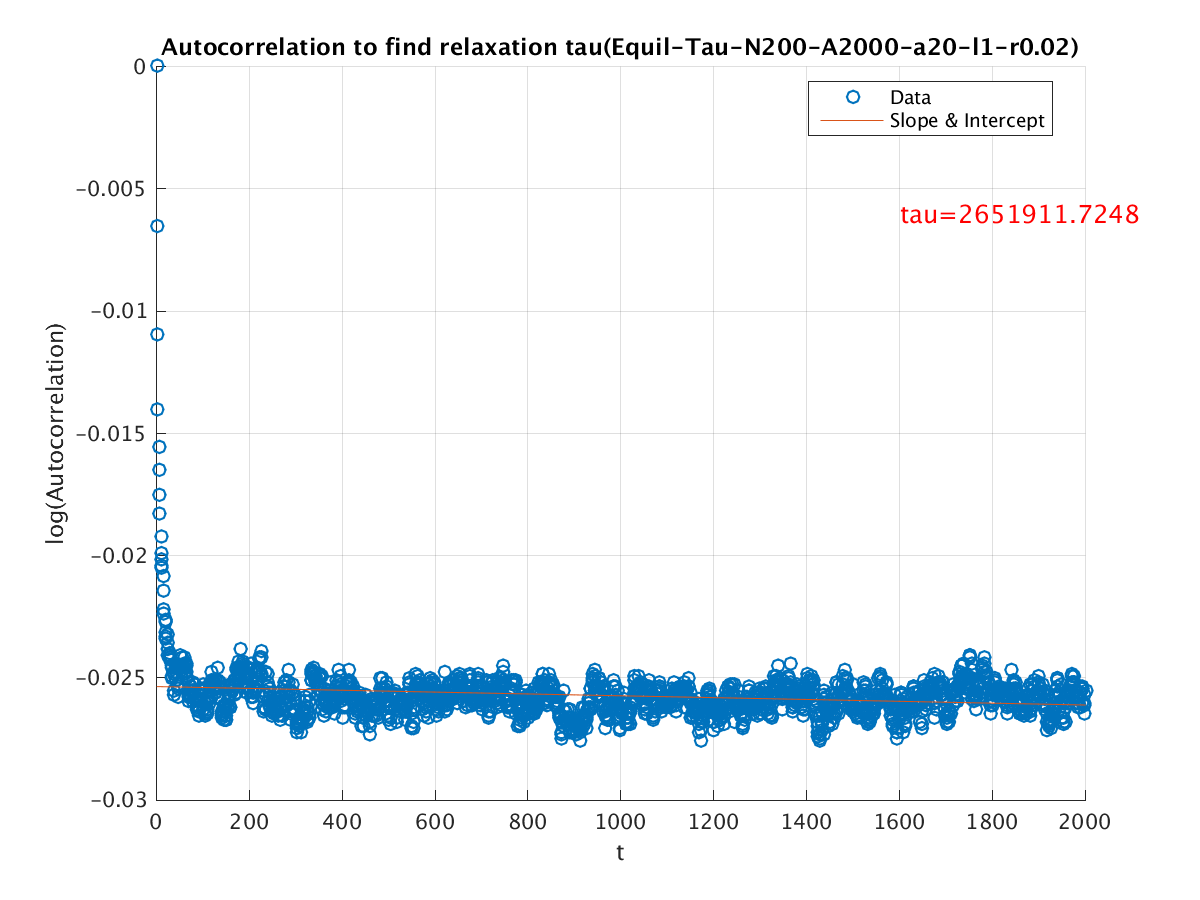 Autocorrelation to find relaxation tau(Equil-Tau-N200-A2000-a20-l1-r0.02)
Data
Slope & Intercept
tau=2651911.7248
log(Autocorrelation)
0
-0.005
-0.01
-0.015
-0.02
-0.025
-0.03
0 200 400 600 800 1000 1200 1400 1600 1800 2000
t